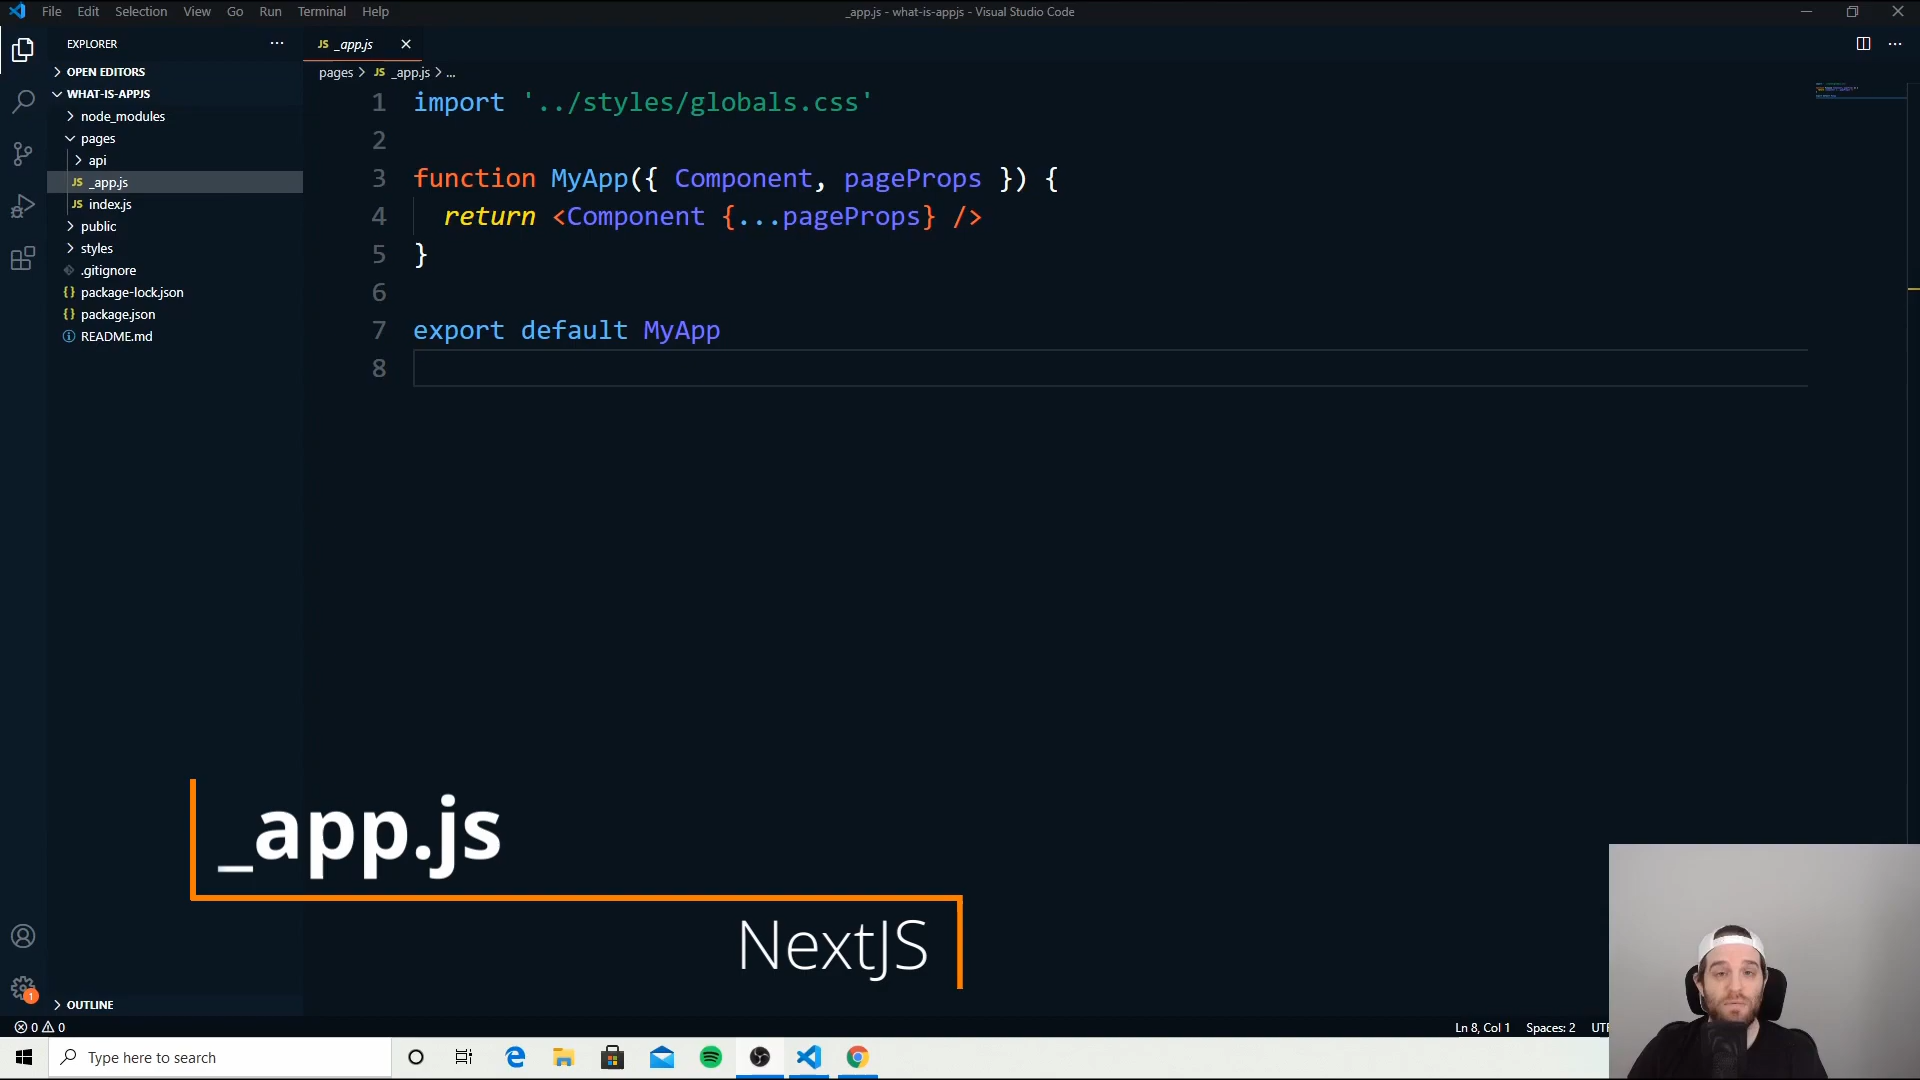 File Edit Selection View Go Run Terminal Help
_app.js - what-is-appjs - Visual Studio Code
EXPLORER
OPEN EDITORS
WHAT-IS-APPJS
node_modules
pages
api
JS _app.js
JS index.js
public
styles
.gitignore
{} package-lock.json
{} package.json
README.md
OUTLINE
JS _app.js
pages > JS _app.js > ...
1 import '../styles/globals.css'
2
3 function MyApp({ Component, pageProps }) {
4 return <Component {...pageProps} />
5 }
6
7 export default MyApp
8
_app.js
NextJS
0 0
Ln 8, Col 1 Spaces: 2 UTF
1
Type here to search